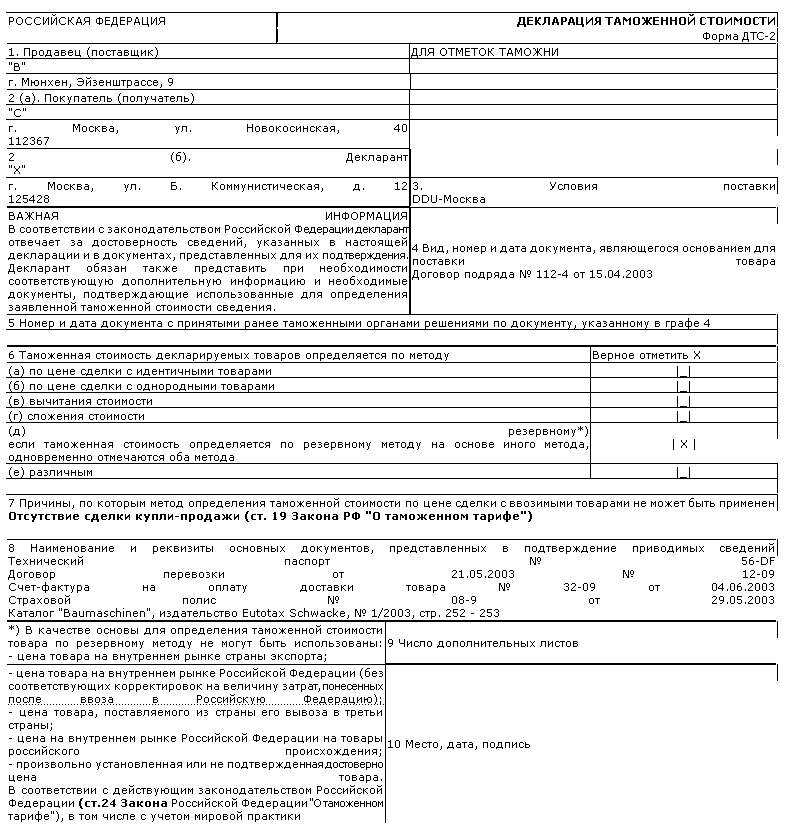 РОССИЙСКАЯ ФЕДЕРАЦИЯ
ДЕКЛАРАЦИЯ ТАМОЖЕННОЙ СТОИМОСТИ
Форма ДТС-2
1. Продавец (поставщик)
ДЛЯ ОТМЕТОК ТАМОЖНИ
"В"
г. Мюнхен, Эйзенштрассе, 9
2 (а). Покупатель (получатель)
"С"
г. Москва, ул. Новокосинская, 40
112367
2 (б). Декларант
"Х"
г. Москва, ул. Б. Коммунистическая, д. 12
125428
3. Условия поставки
DDU-Москва
ВАЖНАЯ ИНФОРМАЦИЯ
В соответствии с законодательством Российской Федерации декларант
отвечает за достоверность сведений, указанных в настоящей
декларации и в документах, представленных для их подтверждения.
Декларант обязан также представить при необходимости
соответствующую дополнительную информацию и необходимые
документы, подтверждающие использованные для определения
заявленной таможенной стоимости сведения.
4 Вид, номер и дата документа, являющегося основанием для
поставки товара
Договор подряда № 112-4 от 15.04.2003
5 Номер и дата документа с принятыми ранее таможенными органами решениями по документу, указанному в графе 4
6 Таможенная стоимость декларируемых товаров определяется по методу
Верное отметить Х
(а) по цене сделки с идентичными товарами
|_|
(б) по цене сделки с однородными товарами
|_|
(в) вычитания стоимости
|_|
(г) сложения стоимости
|_|
(д) резервному*)
если таможенная стоимость определяется по резервному методу на основе иного метода,
одновременно отмечаются оба метода
| Х |
(е) различным
|_|
7 Причины, по которым метод определения таможенной стоимости по цене сделки с ввозимыми товарами не может быть применен
Отсутствие сделки купли-продажи (ст. 19 Закона РФ "О таможенном тарифе")
8 Наименование и реквизиты основных документов, представленных в подтверждение приводимых сведений
Технический паспорт № 56-DF
Договор перевозки от 21.05.2003 № 12-09
Счет-фактура на оплату доставки товара № 32-09 от 04.06.2003
Страховой полис № 08-9 от 29.05.2003
Каталог "Baumaschinen", издательство Eutotax Schwacke, № 1/2003, стр. 252 - 253
*) В качестве основы для определения таможенной стоимости
товара по резервному методу не могут быть использованы:
- цена товара на внутреннем рынке страны экспорта;
9 Число дополнительных листов
- цена товара на внутреннем рынке Российской Федерации (без
соответствующих корректировок на величину затрат, понесенных
после ввоза в Российскую Федерацию);
- цена товара, поставляемого из страны его вывоза в третьи
страны;
- цена на внутреннем рынке Российской Федерации на товары
российского происхождения;
- произвольно установленная или не подтвержденная достоверно
цена товара.
В соответствии с действующим законодательством Российской
Федерации (ст.24 Закона Российской Федерации "О таможенном
тарифе"), в том числе с учетом мировой практики
10 Место, дата, подпись